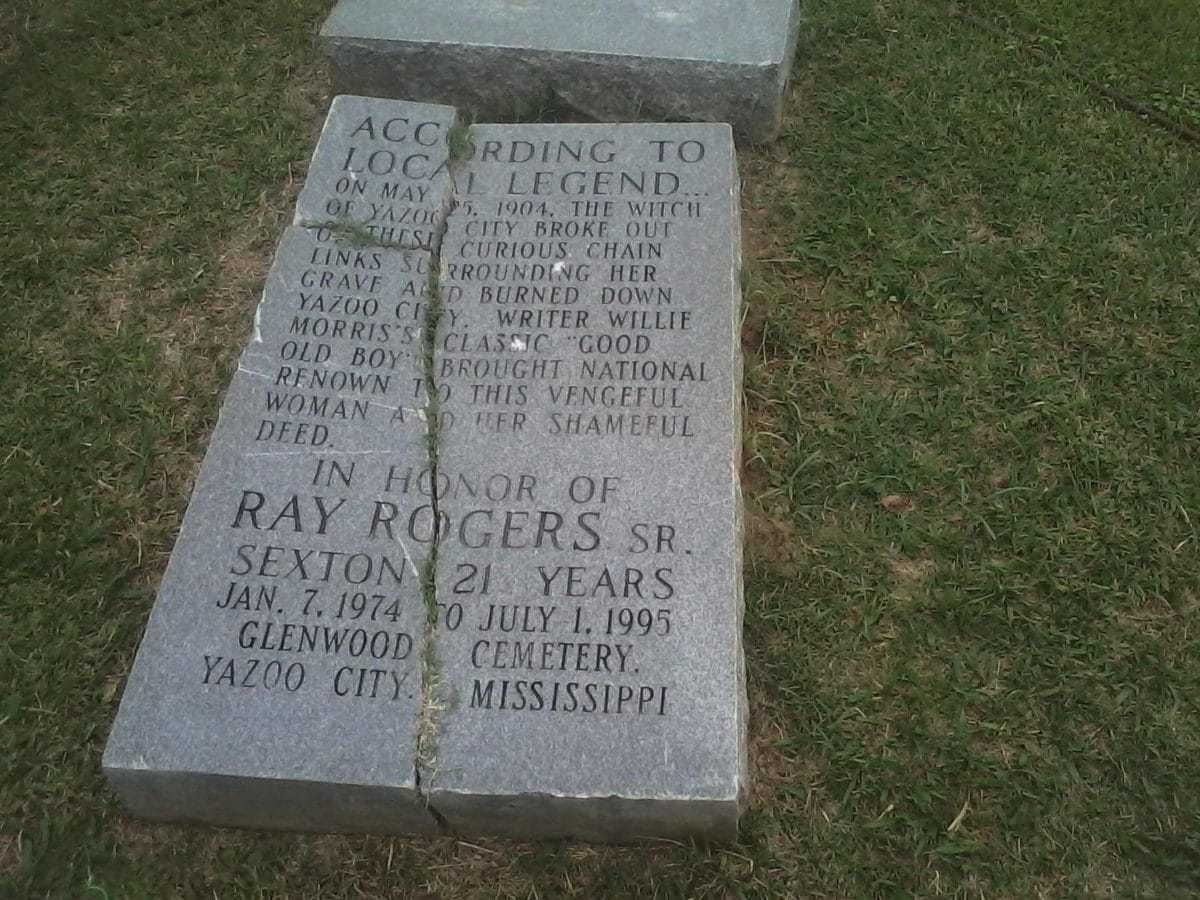 ACCORDING TO
LOCAL LEGEND...
ON MAY 25, 1904, THE WITCH
OF YAZOO CITY BROKE OUT
OF THESE CURIOUS CHAIN
LINKS SURROUNDING HER
GRAVE AND BURNED DOWN
YAZOO CITY. WRITER WILLIE
MORRIS'S CLASSIC "GOOD
OLD BOY" BROUGHT NATIONAL
RENOWN TO THIS VENGEFUL
WOMAN AND HER SHAMEFUL
DEED.
IN HONOR OF
RAY ROGERS SR.
SEXTON 21 YEARS
JAN. 7, 1974 TO JULY 1, 1995
GLENWOOD CEMETERY.
YAZOO CITY. MISSISSIPPI